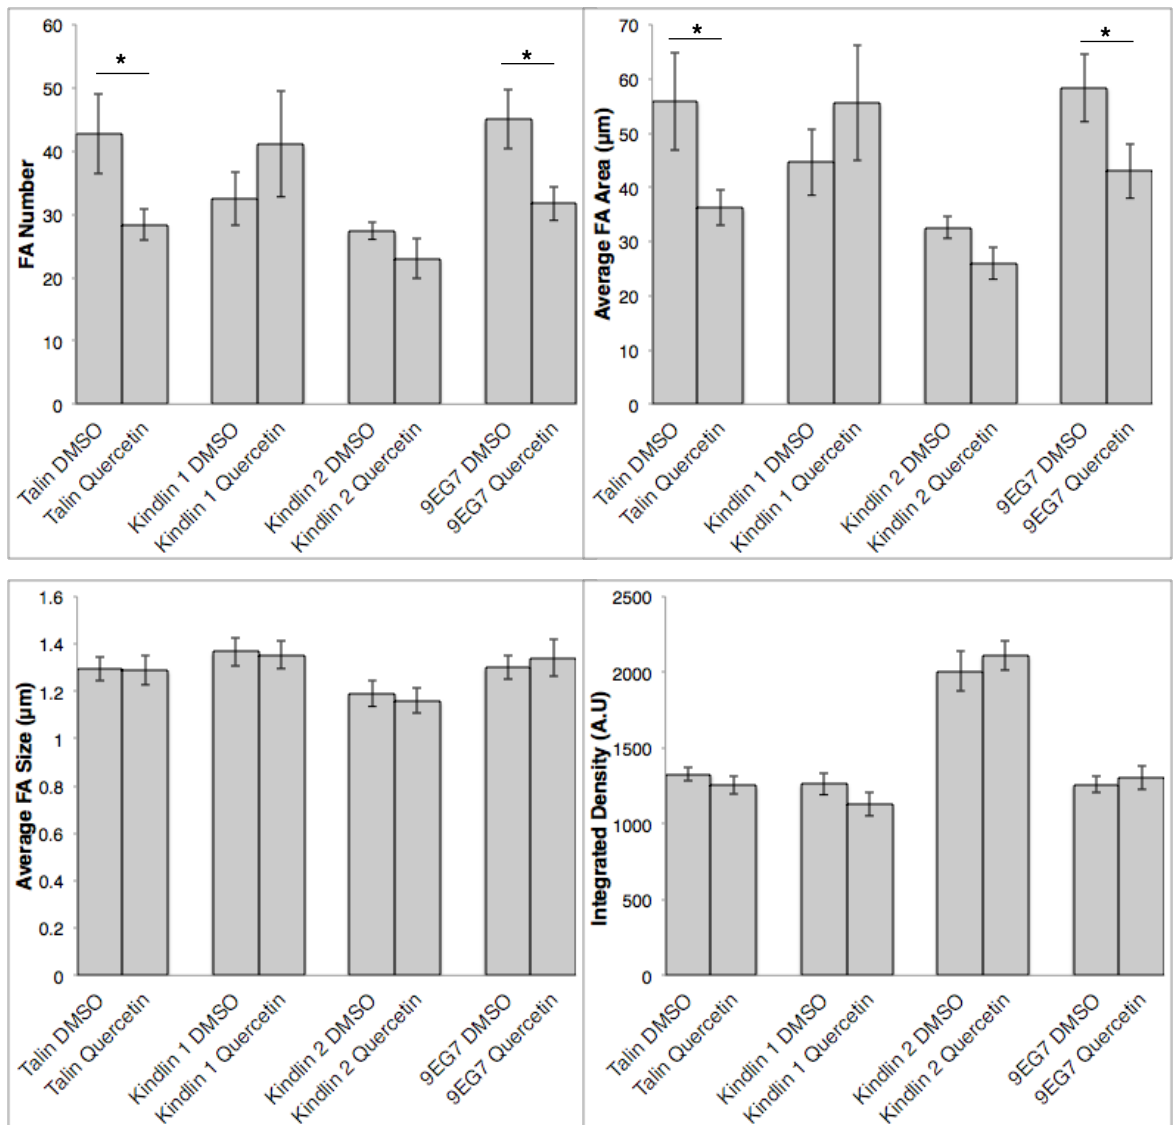 FA Number
60
50
40
30
20
10
0
*
*
Talin DMSO
Talin Quercetin
Kindlin 1 DMSO
Kindlin 1 Quercetin
Kindlin 2 DMSO
Kindlin 2 Quercetin
9EG7 DMSO
9EG7 Quercetin
Average FA Area (µm)
70
60
50
40
30
20
10
0
*
*
Talin DMSO
Talin Quercetin
Kindlin 1 DMSO
Kindlin 1 Quercetin
Kindlin 2 DMSO
Kindlin 2 Quercetin
9EG7 DMSO
9EG7 Quercetin
Average FA Size (µm)
1.6
1.4
1.2
1
0.8
0.6
0.4
0.2
0
Talin DMSO
Talin Quercetin
Kindlin 1 DMSO
Kindlin 1 Quercetin
Kindlin 2 DMSO
Kindlin 2 Quercetin
9EG7 DMSO
9EG7 Quercetin
Integrated Density (A.U)
2500
2000
1500
1000
500
0
Talin DMSO
Talin Quercetin
Kindlin 1 DMSO
Kindlin 1 Quercetin
Kindlin 2 DMSO
Kindlin 2 Quercetin
9EG7 DMSO
9EG7 Quercetin